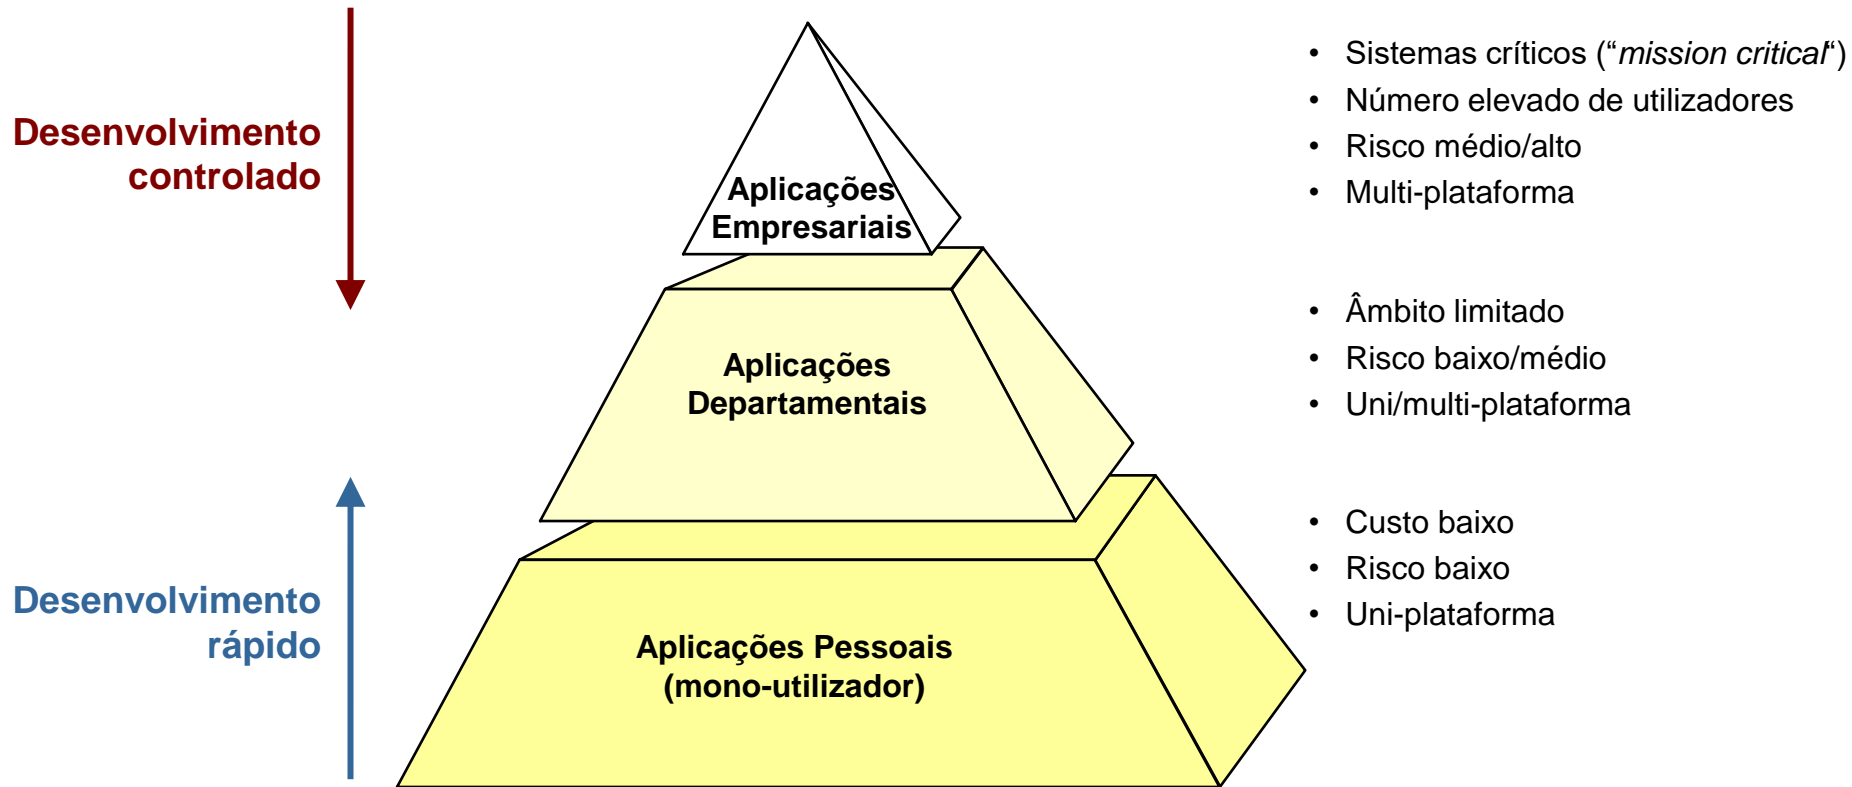 Desenvolvimento
controlado
Aplicações
Empresariais
• Sistemas críticos (“mission critical“)
• Número elevado de utilizadores
• Risco médio/alto
• Multi-plataforma
Aplicações
Departamentais
• Âmbito limitado
• Risco baixo/médio
• Uni/multi-plataforma
Desenvolvimento
rápido
Aplicações Pessoais
(mono-utilizador)
• Custo baixo
• Risco baixo
• Uni-plataforma